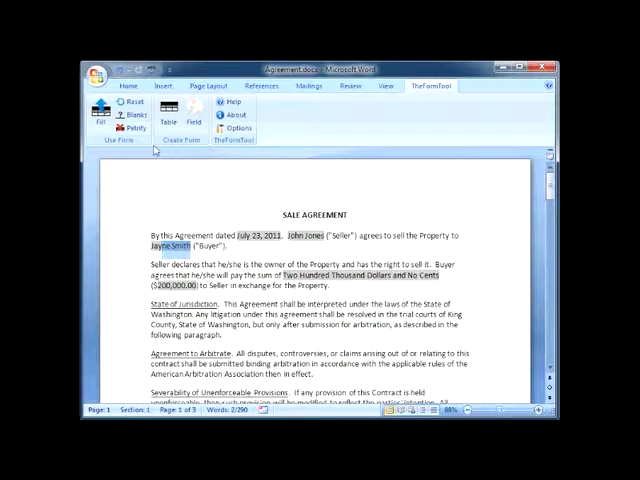 Agreement.docx - Microsoft Word
Home Insert Page Layout References Mailings Review View TheFormTool
Reset Help
Blanks About
Fill Petrify Table Field Options
Use Form Create Form TheFormTool
SALE AGREEMENT
By this Agreement dated July 23, 2011. John Jones ("Seller") agrees to sell the Property to
Jayne Smith ("Buyer").
Seller declares that he/she is the owner of the Property and has the right to sell it. Buyer
agrees that he/she will pay the sum of Two Hundred Thousand Dollars and No Cents
($200,000.00) to Seller in exchange for the Property.
State of Jurisdiction. This Agreement shall be interpreted under the laws of the State of
Washington. Any litigation under this agreement shall be resolved in the trial courts of King
County, State of Washington, but only after submission for arbitration, as described in the
following paragraph.
Agreement to Arbitrate. All disputes, controversies, or claims arising out of or relating to this
contract shall be submitted binding arbitration in accordance with the applicable rules of the
American Arbitration Association then in effect.
Severability of Unenforceable Provisions. If any provision of this Contract is held
Page: 1 Section: 1 Page: 1 of 3 Words: 2/290 88%